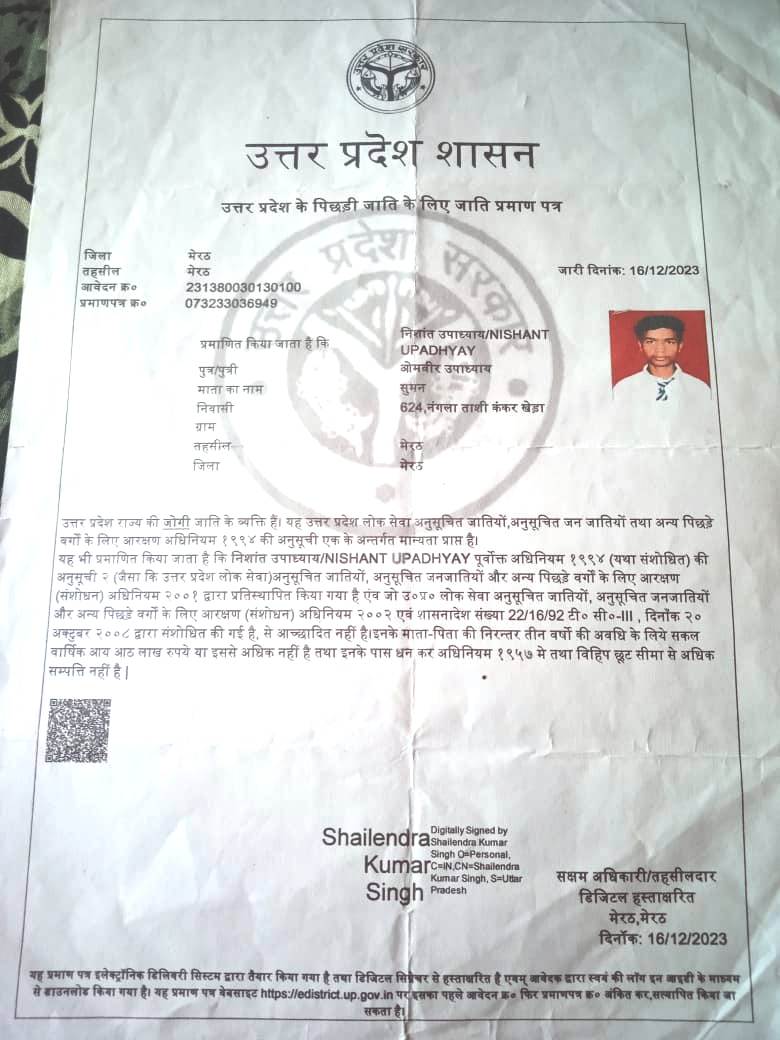 उत्तर प्रदेश सरकार
उत्तर प्रदेश शासन
उत्तर प्रदेश के पिछड़ी जाति के लिए जाति प्रमाण पत्र
जिला मेरठ
तहसील मेरठ
जारी दिनांक: 16/12/2023
आवेदन क्र० 231380030130100
प्रमाणपत्र क्र० 073233036949
प्रमाणित किया जाता है कि निशांत उपाध्याय/NISHANT
UPADHYAY
पुत्र/पुत्री ओमवीर उपाध्याय
माता का नाम सुमन
निवासी 624,नंगला ताशी कंकर खेड़ा
ग्राम
तहसील मेरठ
जिला मेरठ
उत्तर प्रदेश राज्य की जोगी जाति के व्यक्ति हैं। यह उत्तर प्रदेश लोक सेवा अनुसूचित जातियों,अनुसूचित जन जातियों तथा अन्य पिछड़े
वर्गों के लिए आरक्षण अधिनियम १९९४ की अनुसूची एक के अन्तर्गत मान्यता प्राप्त है।
यह भी प्रमाणित किया जाता है कि निशांत उपाध्याय/NISHANT UPADHYAY पूर्वोक्त अधिनियम १९९४ (यथा संशोधित) की
अनुसूची २ (जैसा कि उत्तर प्रदेश लोक सेवा)अनुसूचित जातियों, अनुसूचित जनजातियों और अन्य पिछड़े वर्गो के लिए आरक्षण
(संशोधन) अधिनियम २००१ द्वारा प्रतिस्थापित किया गया है एंव जो उ०प्र० लोक सेवा अनुसूचित जातियों, अनुसूचित जनजातियों
और अन्य पिछड़े वर्गो के लिए आरक्षण (संशोधन) अधिनियम २००२ एवं शासनादेश संख्या 22/16/92 टी० सी०-III , दिनाँक २०
अक्टुबर २००८ द्वारा संशोधित की गई है, से आच्छादित नहीं है।इनके माता-पिता की निरन्तर तीन वर्षो की अवधि के लिये सकल
वार्षिक आय आठ लाख रुपये या इससे अधिक नहीं है तथा इनके पास धन कर अधिनियम १९५७ मे तथा विहिप छूट सीमा से अधिक
सम्पत्ति नहीं है |
Shailendra
Kumar
Singh
Digitally Signed by
Shailendra Kumar
Singh O=Personal,
C=IN,CN=Shailendra
Kumar Singh, S=Uttar
Pradesh
सक्षम अधिकारी/तहसीलदार
डिजिटल हस्ताक्षरित
मेरठ,मेरठ
दिनाँक: 16/12/2023
यह प्रमाण पत्र इलेक्ट्रॉनिक डिलिवरी सिस्टम द्वारा तैयार किया गया है तथा डिजिटल सिग्नेचर से हस्ताक्षरित है एवम् आवेदक द्वारा स्वयं की लॉग इन आइडी के माध्यम
से डाउनलोड किया गया है। यह प्रमाण पत्र वेबसाइट https://edistrict.up.gov.in पर इसका पहले आवेदन क्र० फिर प्रमाणपत्र क्र० अंकित कर,सत्यापित किया जा
सकता है।